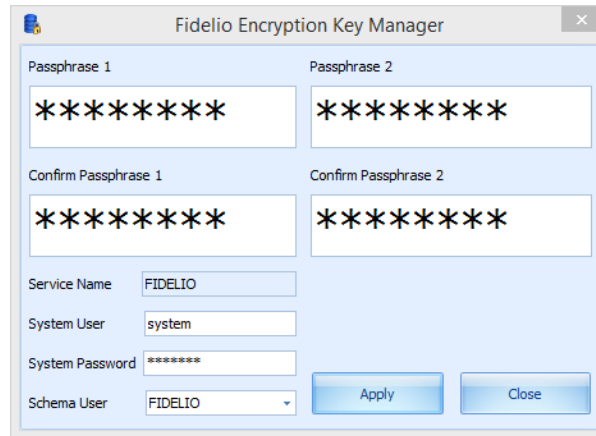 Fidelio Encryption Key Manager
Passphrase 1 Passphrase 2
******** ********
Confirm Passphrase 1 Confirm Passphrase 2
******** ********
Service Name FIDELIO
System User system
System Password *******
Schema User FIDELIO
Apply Close